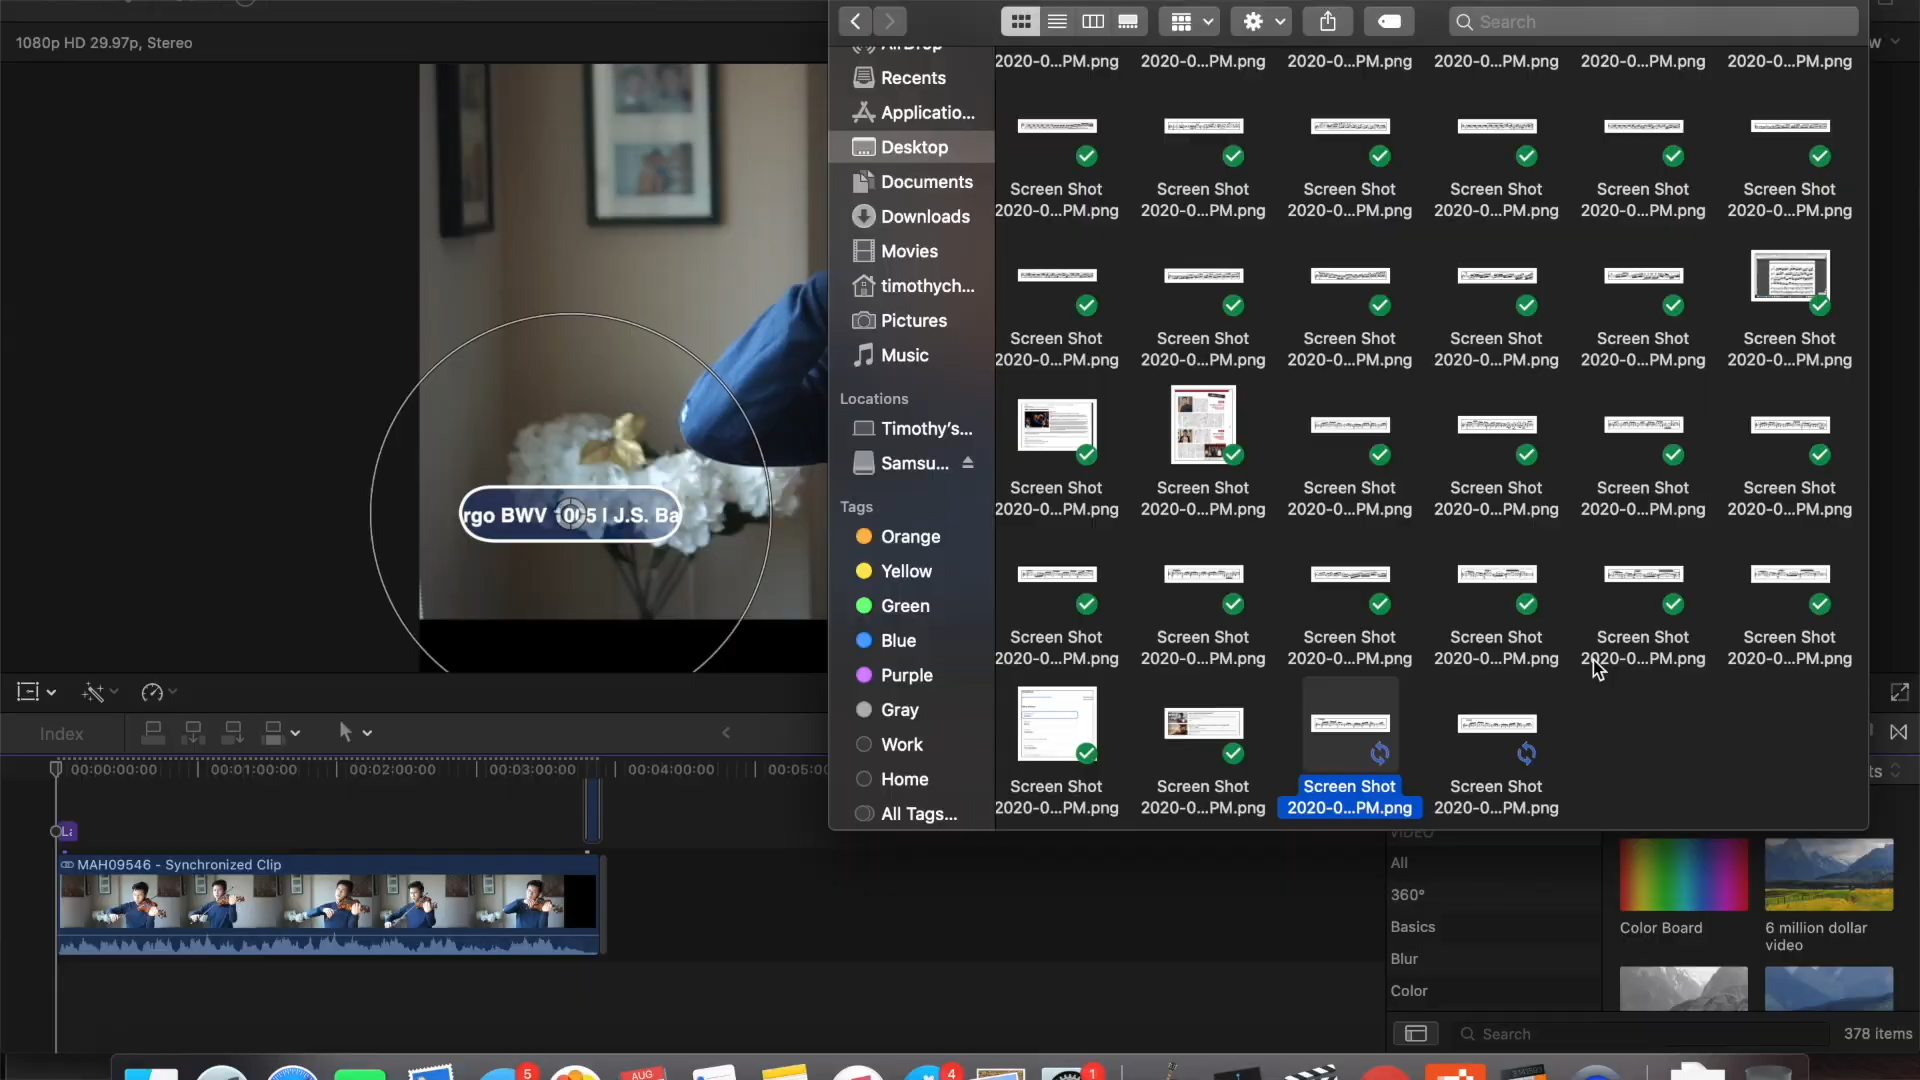 1080p HD 29.97p, Stereo
Search
AirDrop
Recents
Applicatio...
Desktop
Documents
Downloads
Movies
timothych...
Pictures
Music
Locations
Timothy's...
Samsu...
Tags
Orange
Yellow
Green
Blue
Purple
Gray
Work
Home
All Tags...
2020-0...PM.png 2020-0...PM.png 2020-0...PM.png 2020-0...PM.png 2020-0...PM.png 2020-0...PM.png
Screen Shot Screen Shot Screen Shot Screen Shot Screen Shot Screen Shot
2020-0...PM.png 2020-0...PM.png 2020-0...PM.png 2020-0...PM.png 2020-0...PM.png 2020-0...PM.png
Screen Shot Screen Shot Screen Shot Screen Shot Screen Shot Screen Shot
2020-0...PM.png 2020-0...PM.png 2020-0...PM.png 2020-0...PM.png 2020-0...PM.png 2020-0...PM.png
Screen Shot Screen Shot Screen Shot Screen Shot Screen Shot Screen Shot
2020-0...PM.png 2020-0...PM.png 2020-0...PM.png 2020-0...PM.png 2020-0...PM.png 2020-0...PM.png
Screen Shot Screen Shot Screen Shot Screen Shot Screen Shot Screen Shot
2020-0...PM.png 2020-0...PM.png 2020-0...PM.png 2020-0...PM.png 2020-0...PM.png 2020-0...PM.png
Screen Shot Screen Shot Screen Shot Screen Shot
2020-0...PM.png 2020-0...PM.png 2020-0...PM.png 2020-0...PM.png
rgo BWV 1005 I J.S. Ba
Index
00:00:00:00 00:01:00:00 00:02:00:00 00:03:00:00 00:04:00:00 00:05:0
La
MAH09546 - Synchronized Clip
VIDEO
All
360°
Basics
Blur
Color
Color Board
6 million dollar
video
Search
378 items
5
AUG
4
1